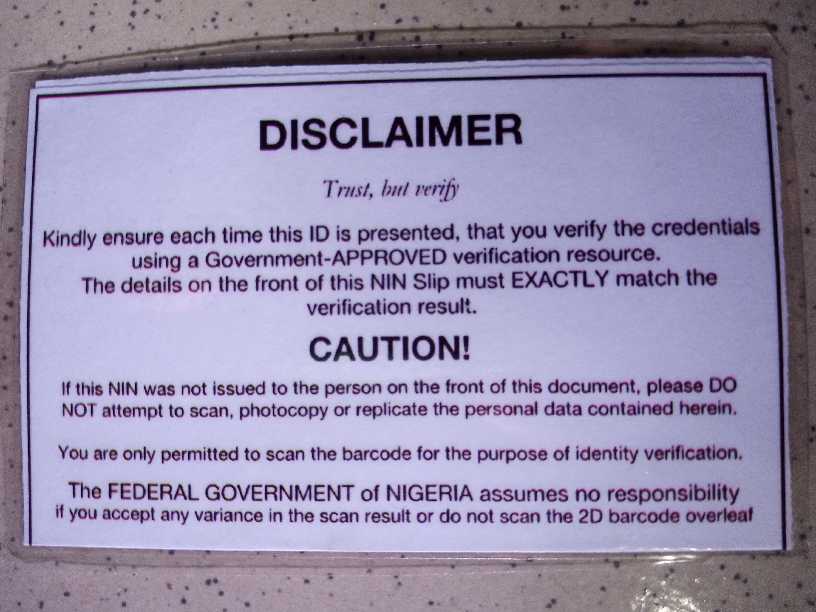 DISCLAIMER
Trust, but verify
Kindly ensure each time this ID is presented, that you verify the credentials
using a Government-APPROVED verification resource.
The details on the front of this NIN Slip must EXACTLY match the
verification result.
CAUTION!
If this NIN was not issued to the person on the front of this document, please DO
NOT attempt to scan, photocopy or replicate the personal data contained herein.
You are only permitted to scan the barcode for the purpose of identity verification.
The FEDERAL GOVERNMENT of NIGERIA assumes no responsibility
if you accept any variance in the scan result or do not scan the 2D barcode overleaf